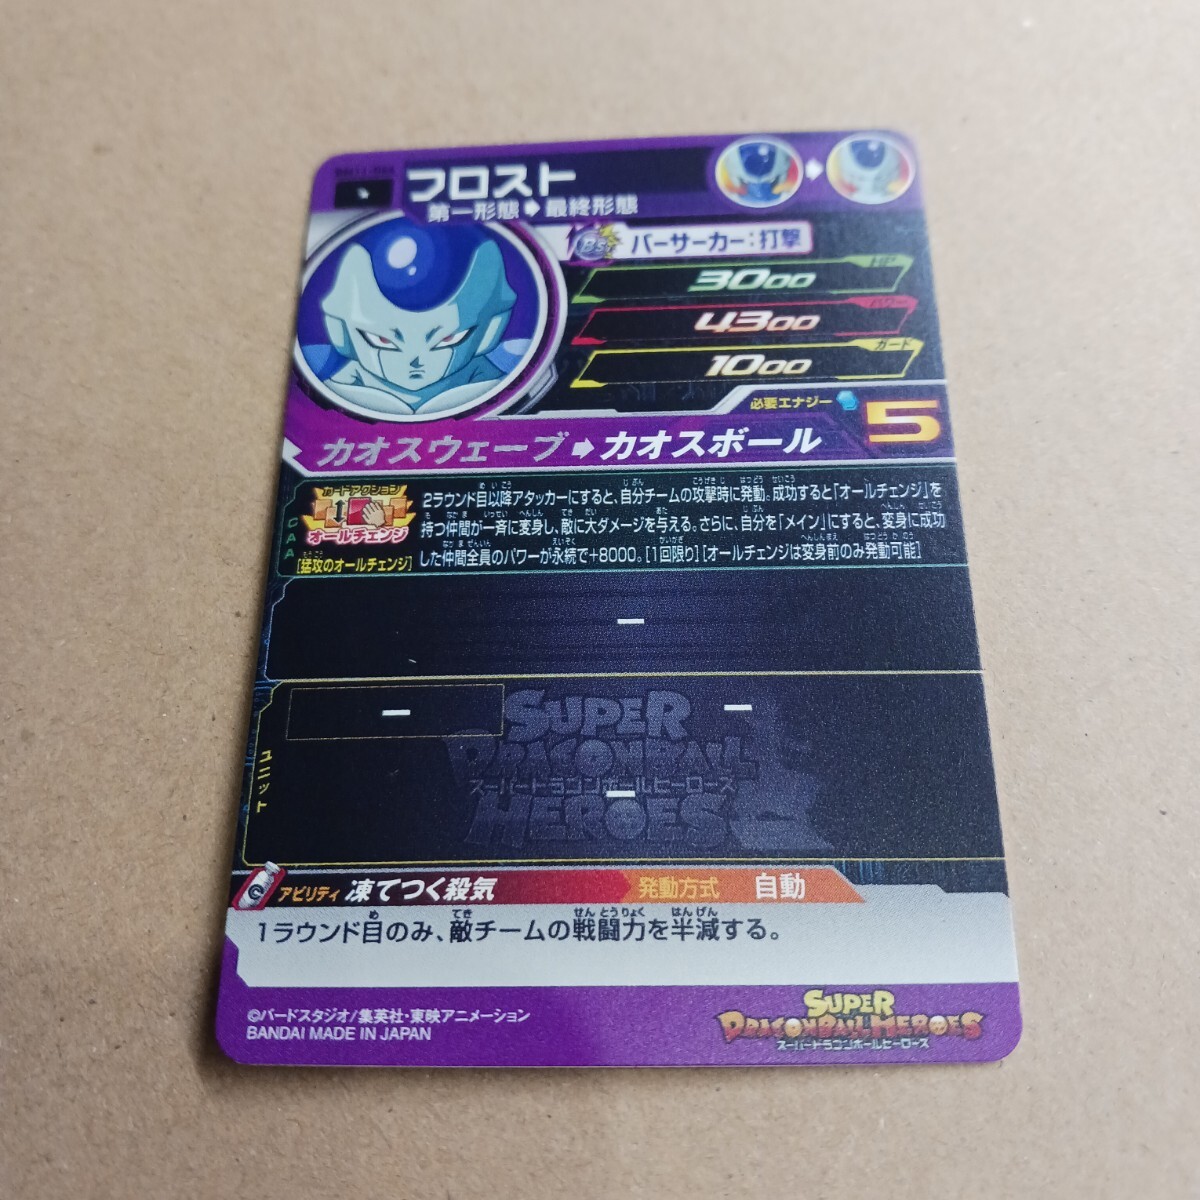 フロスト
第一形態➡最終形態
BS バーサーカー:打撃
3000
パワー
4300
ガード
1000
必要エナジー 5
カオスウェーブ➡カオスボール
CAA
カードアクション
オールチェンジ
[猛攻のオールチェンジ]
2ラウンド目以降アタッカーにすると、自分チームの攻撃時に発動。成功すると「オールチェンジ」を
持つ仲間が一斉に変身し、敵に大ダメージを与える。さらに、自分を「メイン」にすると、変身に成功
した仲間全員のパワーが永続で+8000。[1回限り][オールチェンジは変身前のみ発動可能]
ー
ユニット
ー
ー
ー
SUPER
DRAGONBALL
スーパードラゴンボールヒーローズ
HEROES
アビリティ 凍てつく殺気 発動方式 自動
1ラウンド目のみ、敵チームの戦闘力を半減する。
©バードスタジオ/集英社・東映アニメーション
BANDAI MADE IN JAPAN
SUPER
DRAGONBALL HEROES
スーパードラゴンボールヒーローズ